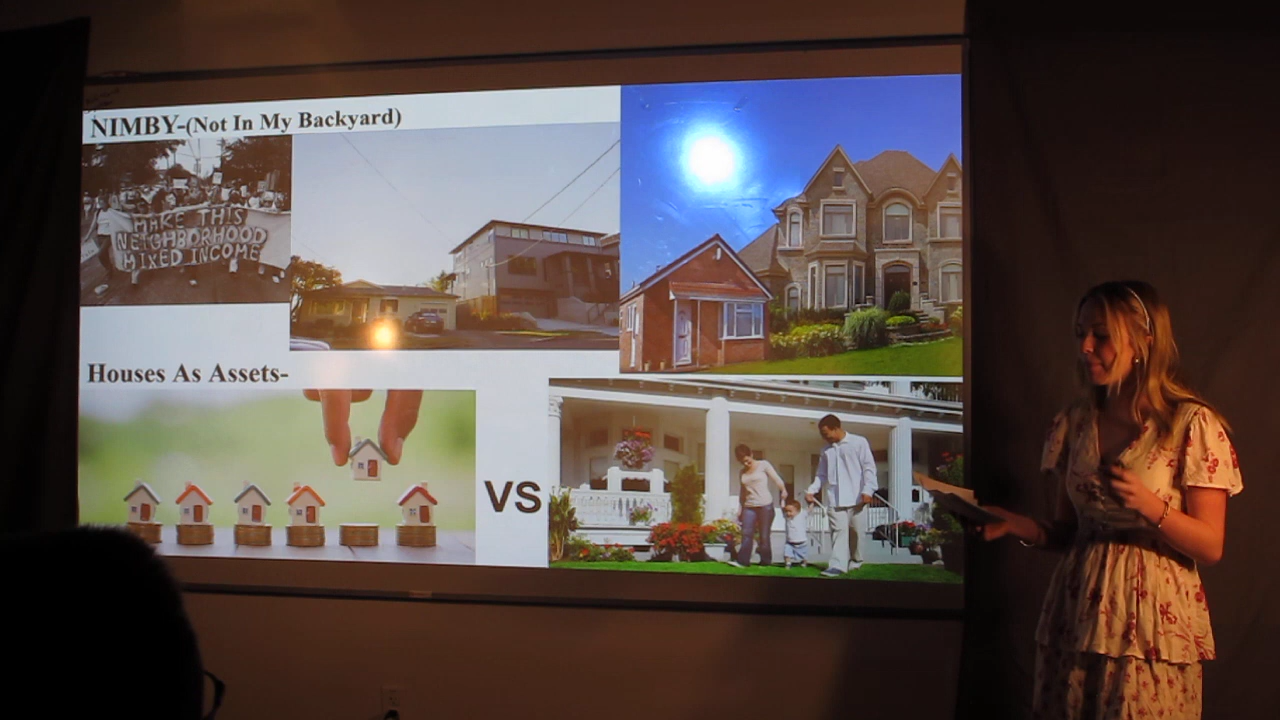 NIMBY-(Not In My Backyard)
MAKE THIS
NEIGHBORHOOD
MIXED INCOME
Houses As Assets-
VS